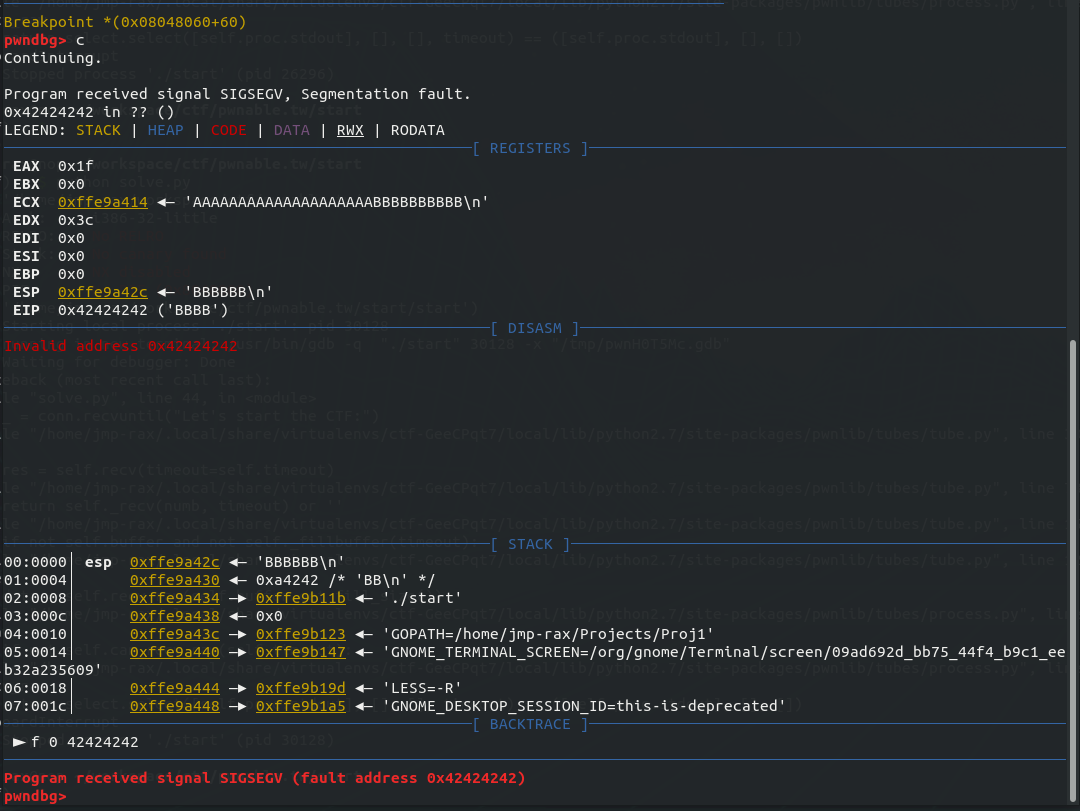 Breakpoint *(0x08048060+60)
pwndbg> c
Continuing.
Program received signal SIGSEGV, Segmentation fault.
0x42424242 in ?? ()
LEGEND: STACK | HEAP | CODE | DATA | RWX | RODATA
[ REGISTERS ]
EAX 0x1f
EBX 0x0
ECX 0xffe9a414 ◂— 'AAAAAAAAAAAAAAAAAAAABBBBBBBBBB\n'
EDX 0x3c
EDI 0x0
ESI 0x0
EBP 0x0
ESP 0xffe9a42c ◂— 'BBBBBB\n'
EIP 0x42424242 ('BBBB')
[ DISASM ]
Invalid address 0x42424242
[ STACK ]
00:0000│ esp 0xffe9a42c ◂— 'BBBBBB\n'
01:0004│ 0xffe9a430 ◂— 0xa4242 /* 'BB\n' */
02:0008│ 0xffe9a434 —▸ 0xffe9b11b ◂— './start'
03:000c│ 0xffe9a438 ◂— 0x0
04:0010│ 0xffe9a43c —▸ 0xffe9b123 ◂— 'GOPATH=/home/jmp-rax/Projects/Proj1'
05:0014│ 0xffe9a440 —▸ 0xffe9b147 ◂— 'GNOME_TERMINAL_SCREEN=/org/gnome/Terminal/screen/09ad692d_bb75_44f4_b9c1_ee
b32a235609'
06:0018│ 0xffe9a444 —▸ 0xffe9b19d ◂— 'LESS=-R'
07:001c│ 0xffe9a448 —▸ 0xffe9b1a5 ◂— 'GNOME_DESKTOP_SESSION_ID=this-is-deprecated'
[ BACKTRACE ]
► f 0 42424242
Program received signal SIGSEGV (fault address 0x42424242)
pwndbg>